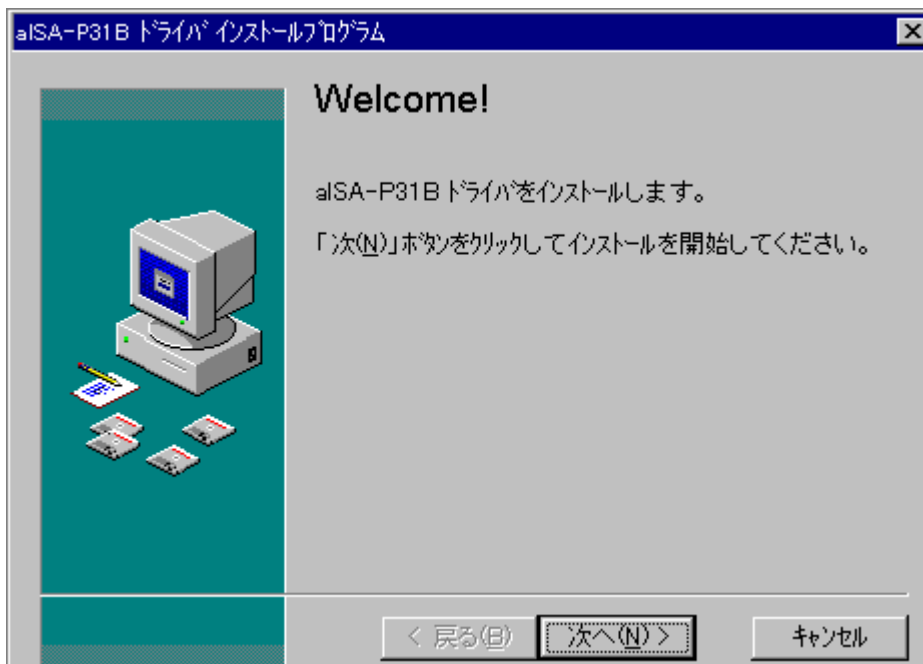 aISA-P31B ﾄﾞﾗｲﾊﾞ ｲﾝｽﾄｰﾙﾌﾟﾛｸﾞﾗﾑ
Welcome!
aISA-P31B ﾄﾞﾗｲﾊﾞをｲﾝｽﾄｰﾙします。
「次(N)」ﾎﾞﾀﾝをｸﾘｯｸしてｲﾝｽﾄｰﾙを開始してください。
< 戻る(B)
次へ(N) >
ｷｬﾝｾﾙ